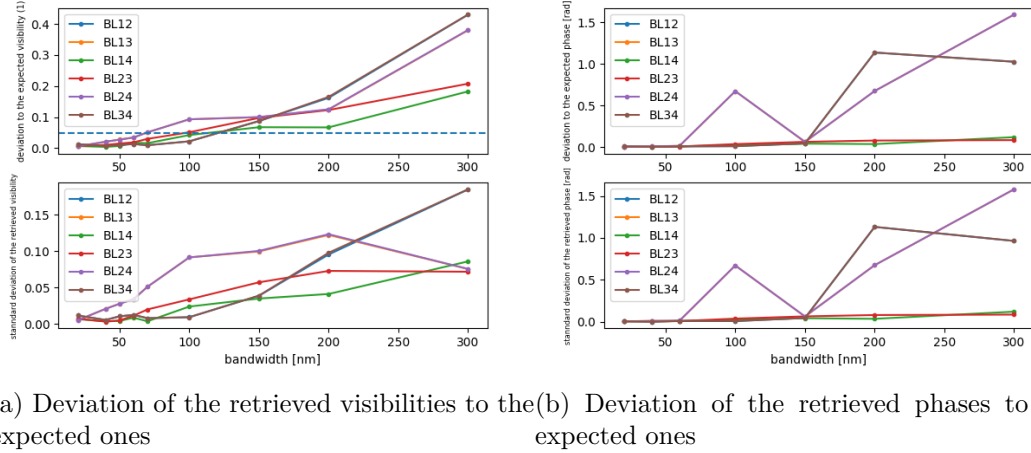 deviation to the expected visibility (1)
0.4
0.3
0.2
0.1
0.0
BL12
BL13
BL14
BL23
BL24
BL34
50
100
150
200
250
300
stanndard deviation of the retrieved visibility
0.15
0.10
0.05
0.00
BL12
BL13
BL14
BL23
BL24
BL34
50
100
150
200
250
300
bandwidth [nm]
deviation to the expected phase [rad]
1.5
1.0
0.5
0.0
BL12
BL13
BL14
BL23
BL24
BL34
50
100
150
200
250
300
stanndard deviation of the retrieved phase [rad]
1.5
1.0
0.5
0.0
BL12
BL13
BL14
BL23
BL24
BL34
50
100
150
200
250
300
bandwidth [nm]
a) Deviation of the retrieved visibilities to the
expected ones
(b) Deviation of the retrieved phases to
expected ones